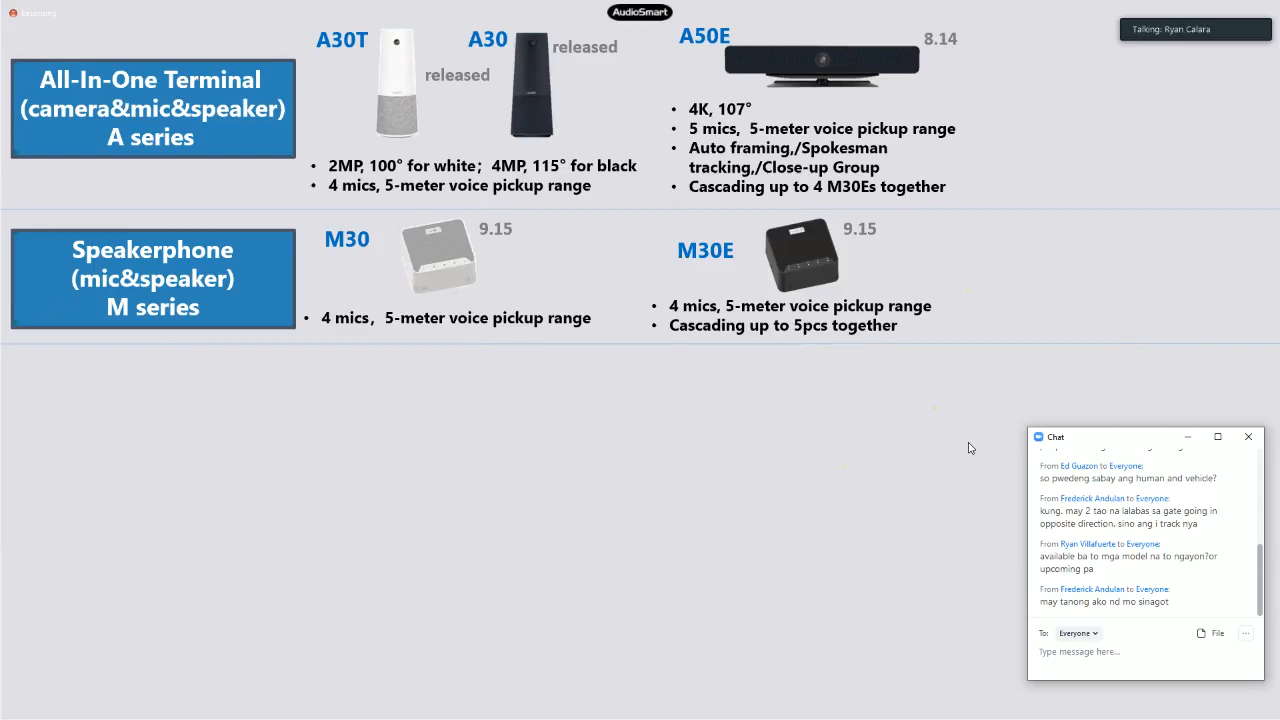 Recording
AudioSmart
Talking: Ryan Calara
All-In-One Terminal
(camera&mic&speaker)
A series
A30T
released
A30
released
2MP, 100° for white；4MP, 115° for black
4 mics, 5-meter voice pickup range
A50E
8.14
4K, 107°
5 mics,  5-meter voice pickup range
Auto framing,/Spokesman
tracking,/Close-up Group
Cascading up to 4 M30Es together
Speakerphone
(mic&speaker)
M series
M30
9.15
4 mics，5-meter voice pickup range
M30E
9.15
4 mics, 5-meter voice pickup range
Cascading up to 5pcs together
Chat
From Ed Guazon to Everyone:
so pwedeng sabay ang human and vehicle?
From Frederick Andulan to Everyone:
kung. may 2 tao na lalabas sa gate going in
opposite direction. sino ang i track nya
From Ryan Villafuerte to Everyone:
available ba to mga model na to ngayon?or
upcoming pa
From Frederick Andulan to Everyone:
may tanong ako nd mo sinagot
To: Everyone
File
Type message here...